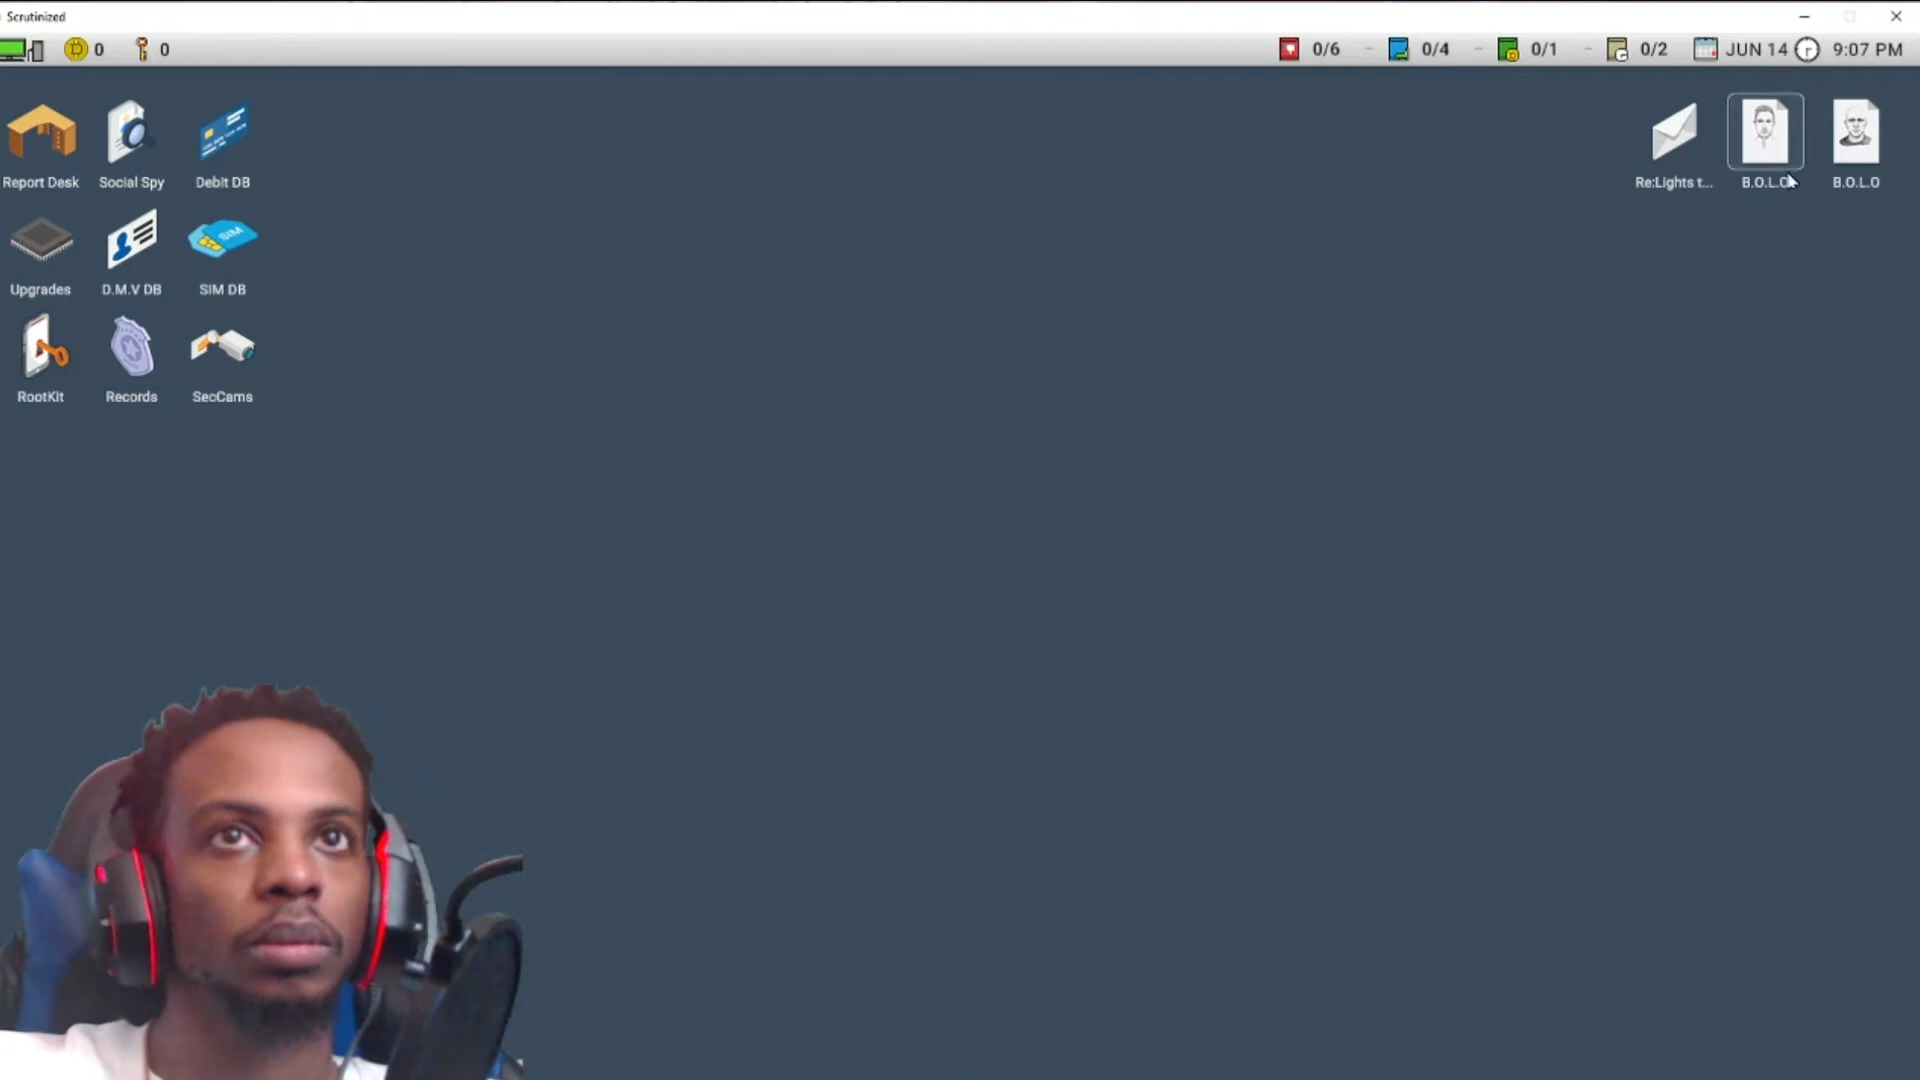 Scrutinized
0 0 0/6 - 0/4 - 0/1 - 0/2 JUN 14 9:07 PM
Report Desk Social Spy Debit DB Re:Lights t... B.O.L.O B.O.L.O
SIM
Upgrades D.M.V DB SIM DB
RootKit Records SecCams